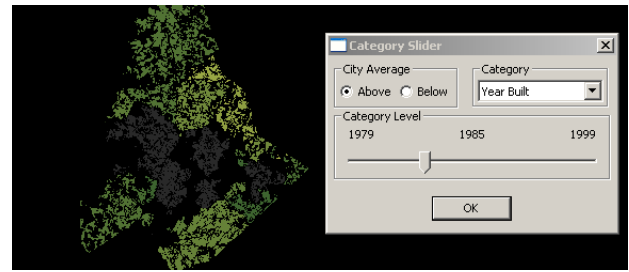 Category Slider
City Average
Category
Above Below
Year Built
Category Level
1979 1985 1999
OK